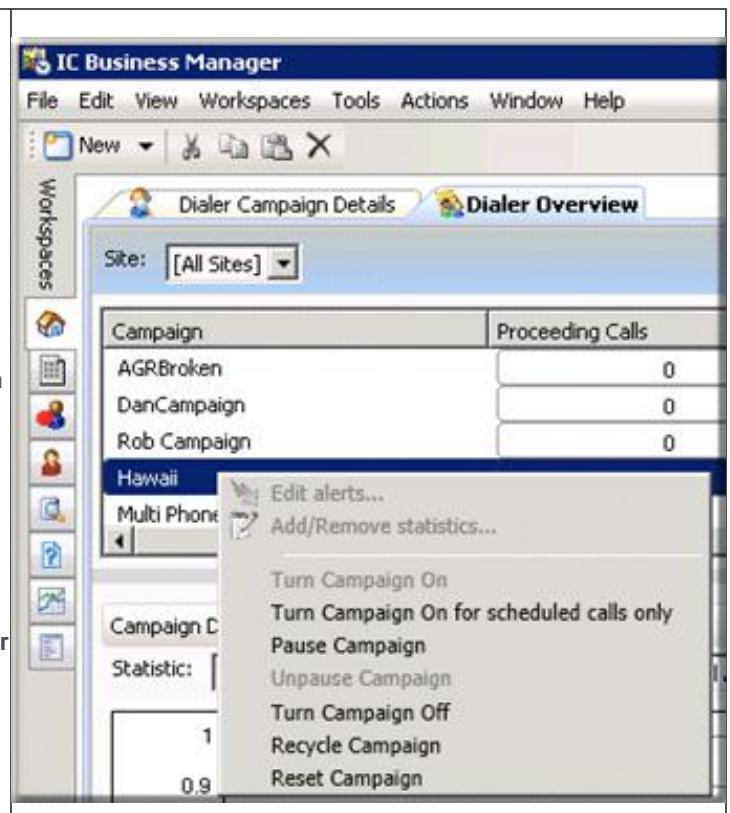 IC Business Manager
File Edit View Workspaces Tools Actions Window Help
New
Workspaces
Dialer Campaign Details Dialer Overview
Site: [All Sites]
Campaign Proceeding Calls
AGRBroken 0
DanCampaign 0
Rob Campaign 0
Hawaii
Multi Phone
Edit alerts...
Add/Remove statistics...
Turn Campaign On
Turn Campaign On for scheduled calls only
Pause Campaign
Unpause Campaign
Turn Campaign Off
Recycle Campaign
Reset Campaign
Campaign D
Statistic:
1
0.9